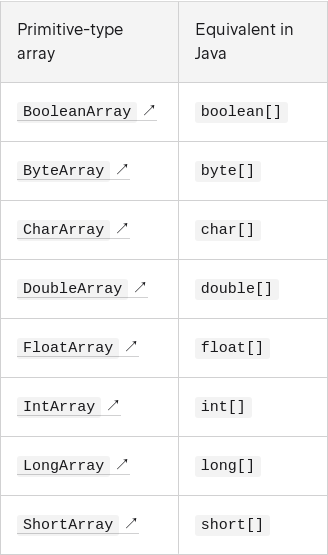 Primitive-type Equivalent in
array Java
BooleanArray ↗ boolean[]
ByteArray ↗ byte[]
CharArray ↗ char[]
DoubleArray ↗ double[]
FloatArray ↗ float[]
IntArray ↗ int[]
LongArray ↗ long[]
ShortArray ↗ short[]